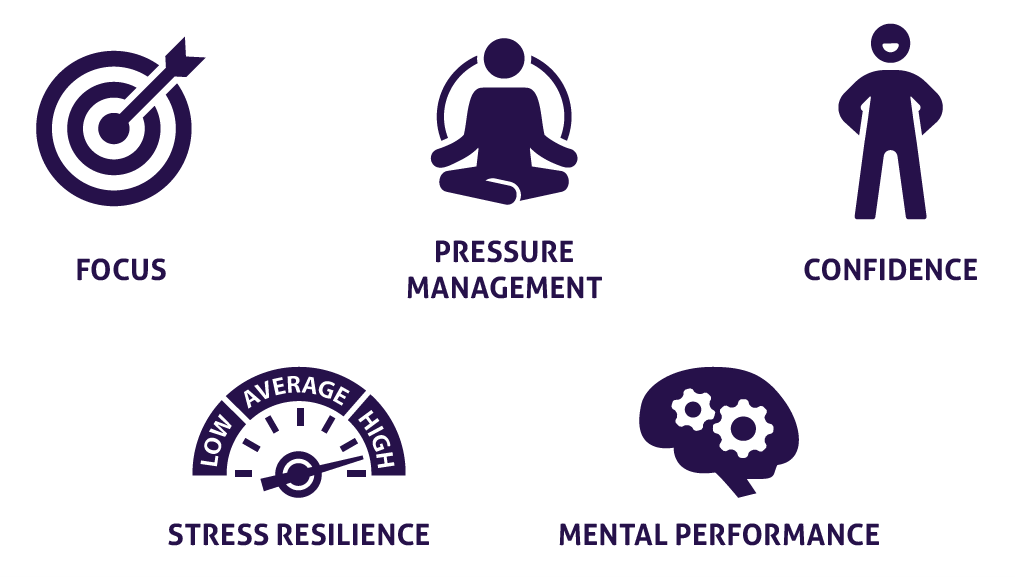 FOCUS
PRESSURE
MANAGEMENT
CONFIDENCE
LOW
AVERAGE
HIGH
STRESS RESILIENCE
MENTAL PERFORMANCE